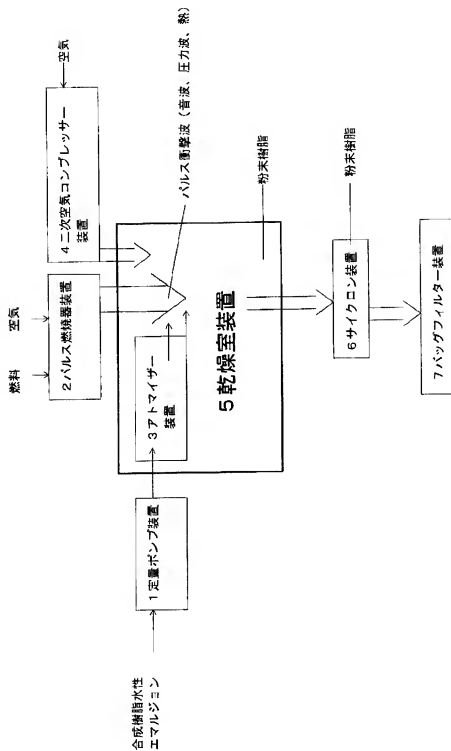 空気
4二次空気コンプレッサー
装置
パルス衝撃波（音波、圧力波、熱）
空気
燃料
2パルス燃焼器装置
3アトマイザー
装置
5乾燥室装置
粉末樹脂
粉末樹脂
6サイクロン装置
7バッグフィルター装置
1定量ポンプ装置
合成樹脂水性
エマルジョン